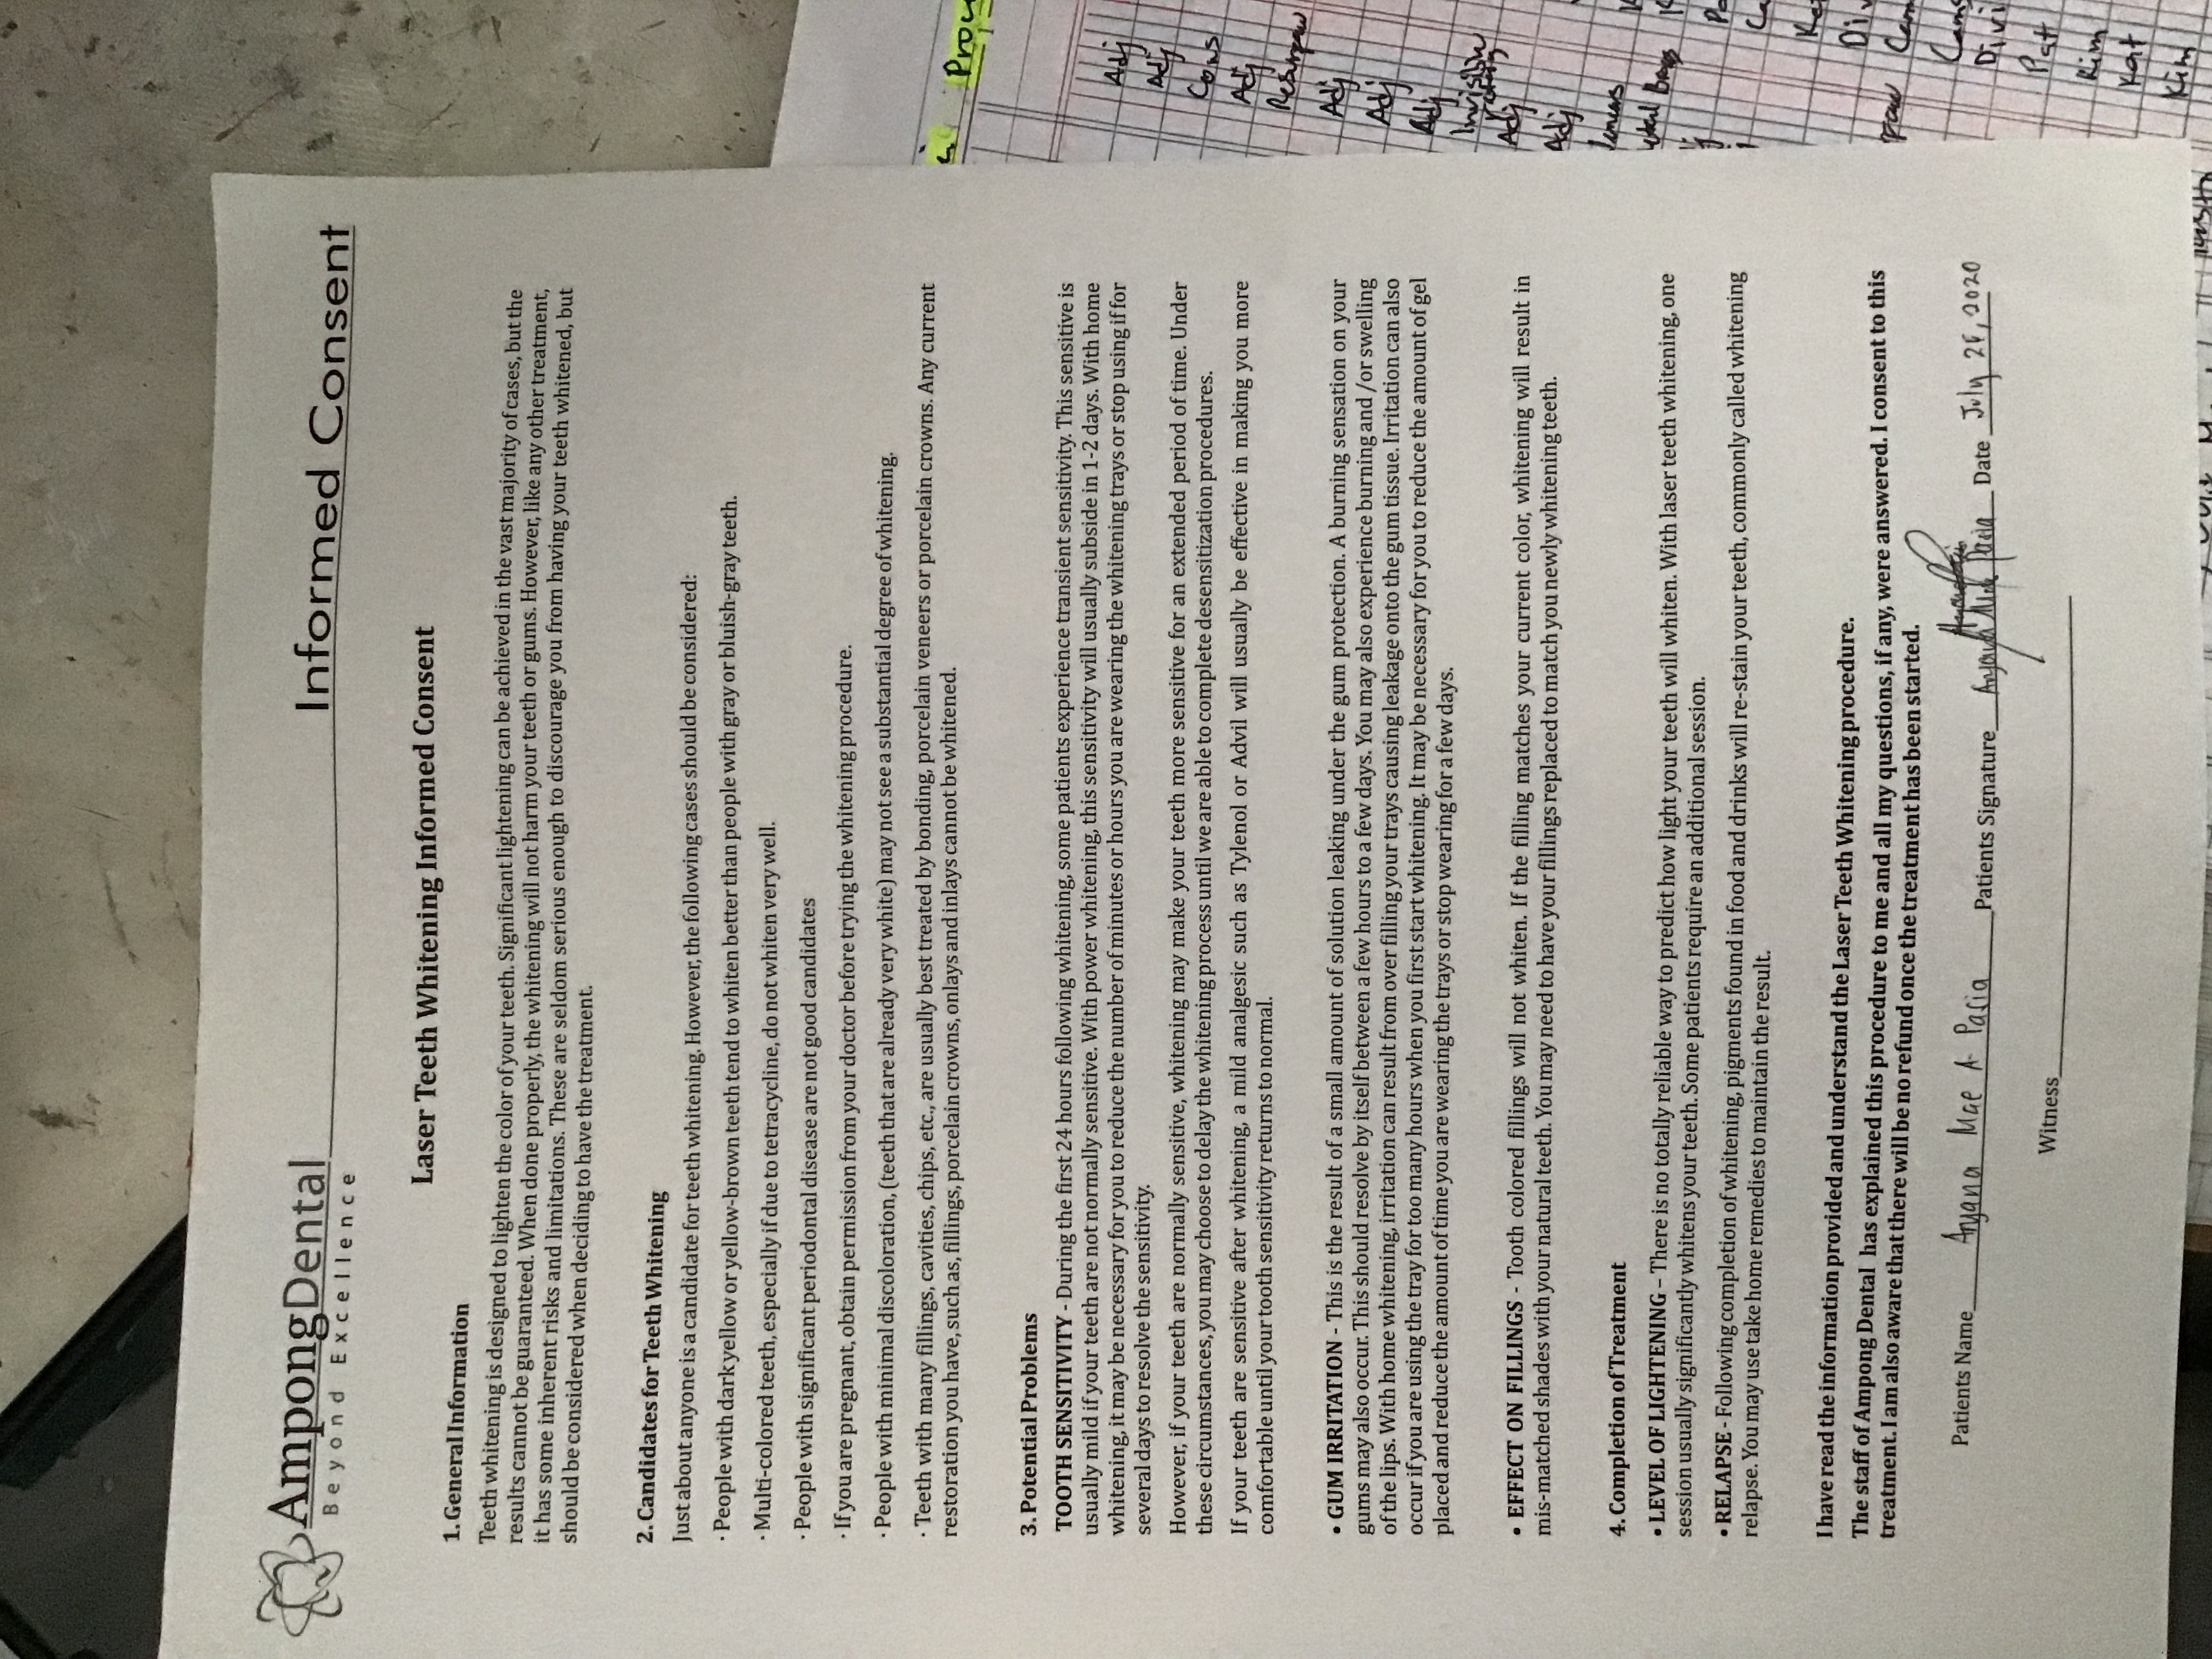 AmpongDental
Beyond Excellence
Informed Consent
Laser Teeth Whitening Informed Consent
1. General Information
Teeth whitening is designed to lighten the color of your teeth. Significant lightening can be achieved in the vast majority of cases, but the
results cannot be guaranteed. When done properly, the whitening will not harm your teeth or gums. However, like any other treatment,
it has some inherent risks and limitations. These are seldom serious enough to discourage you from having your teeth whitened, but
should be considered when deciding to have the treatment.
2. Candidates for Teeth Whitening
Just about anyone is a candidate for teeth whitening. However, the following cases should be considered:
· People with dark yellow or yellow-brown teeth tend to whiten better than people with gray or bluish-gray teeth.
· Multi-colored teeth, especially if due to tetracycline, do not whiten very well.
· People with significant periodontal disease are not good candidates
· If you are pregnant, obtain permission from your doctor before trying the whitening procedure.
· People with minimal discoloration, (teeth that are already very white) may not see a substantial degree of whitening.
· Teeth with many fillings, cavities, chips, etc., are usually best treated by bonding, porcelain veneers or porcelain crowns. Any current
restoration you have, such as, fillings, porcelain crowns, onlays and inlays cannot be whitened.
3. Potential Problems
TOOTH SENSITIVITY - During the first 24 hours following whitening, some patients experience transient sensitivity. This sensitive is
usually mild if your teeth are not normally sensitive. With power whitening, this sensitivity will usually subside in 1-2 days. With home
whitening, it may be necessary for you to reduce the number of minutes or hours you are wearing the whitening trays or stop using if for
several days to resolve the sensitivity.
However, if your teeth are normally sensitive, whitening may make your teeth more sensitive for an extended period of time. Under
these circumstances, you may choose to delay the whitening process until we are able to complete desensitization procedures.
If your teeth are sensitive after whitening, a mild analgesic such as Tylenol or Advil will usually be effective in making you more
comfortable until your tooth sensitivity returns to normal.
• GUM IRRITATION - This is the result of a small amount of solution leaking under the gum protection. A burning sensation on your
gums may also occur. This should resolve by itself between a few hours to a few days. You may also experience burning and /or swelling
of the lips. With home whitening, irritation can result from over filling your trays causing leakage onto the gum tissue. Irritation can also
occur if you are using the tray for too many hours when you first start whitening. It may be necessary for you to reduce the amount of gel
placed and reduce the amount of time you are wearing the trays or stop wearing for a few days.
• EFFECT ON FILLINGS - Tooth colored fillings will not whiten. If the filling matches your current color, whitening will result in
mis-matched shades with your natural teeth. You may need to have your fillings replaced to match you newly whitening teeth.
4. Completion of Treatment
• LEVEL OF LIGHTENING - There is no totally reliable way to predict how light your teeth will whiten. With laser teeth whitening, one
session usually significantly whitens your teeth. Some patients require an additional session.
• RELAPSE - Following completion of whitening, pigments found in food and drinks will re-stain your teeth, commonly called whitening
relapse. You may use take home remedies to maintain the result.
I have read the information provided and understand the Laser Teeth Whitening procedure.
The staff of Ampong Dental has explained this procedure to me and all my questions, if any, were answered. I consent to this
treatment. I am also aware that there will be no refund once the treatment has been started.
Patients Name Ayana Mae A. Pasia Patients Signature Date July 28, 2020
Witness
Adj
Adj
Cons
Adj
Adj
Adj
Adj
Adj
Adj
Pat
Kim
Kat
Kim